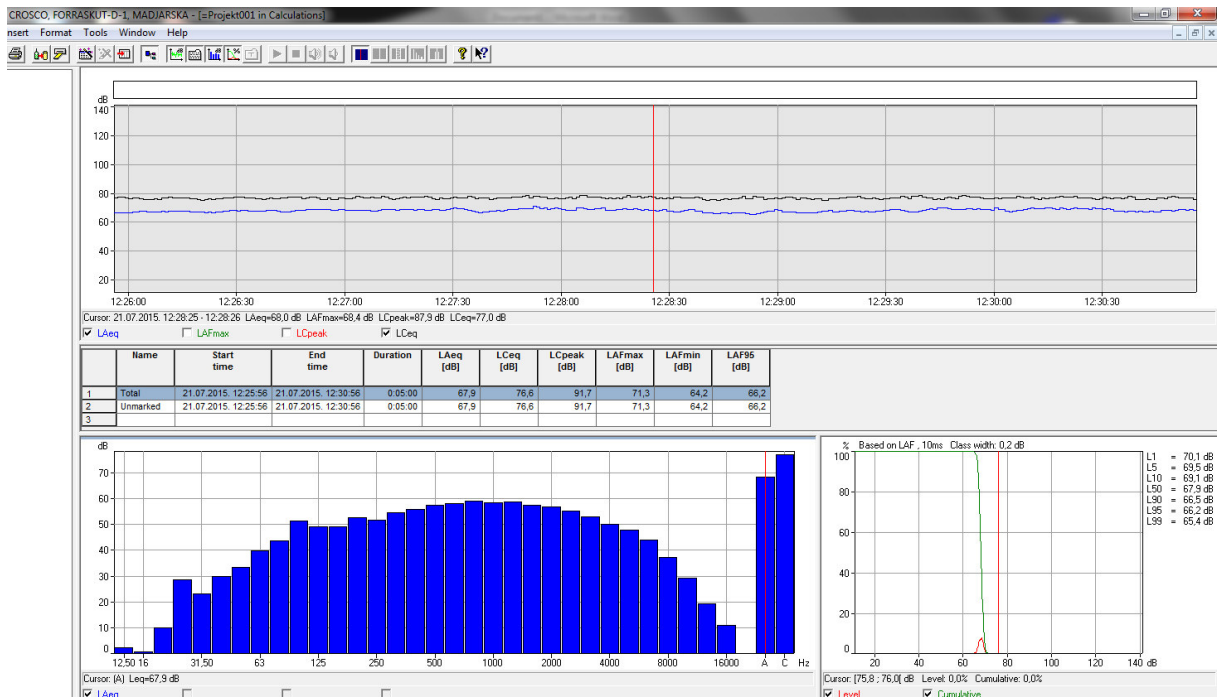 CROSCO, FORRASKUT-D-1, MADJARSKA - [=Projekt001 in Calculations]
nsert Format Tools Window Help
dB
140
120
100
80
60
40
20
12:26:00 12:26:30 12:27:00 12:27:30 12:28:00 12:28:30 12:29:00 12:29:30 12:30:00 12:30:30
Cursor: 21.07.2015. 12:28:25 - 12:28:26 LAeq=68,0 dB LAFmax=68,4 dB LCpeak=87,9 dB LCeq=77,0 dB
LAeq LAFmax LCpeak LCeq
Name Start time End time Duration LAeq [dB] LCeq [dB] LCpeak [dB] LAFmax [dB] LAFmin [dB] LAF95 [dB]
1 Total 21.07.2015. 12:25:56 21.07.2015. 12:30:56 0:05:00 67,9 76,6 91,7 71,3 64,2 66,2
2 Unmarked 21.07.2015. 12:25:56 21.07.2015. 12:30:56 0:05:00 67,9 76,6 91,7 71,3 64,2 66,2
3
dB
70
60
50
40
30
20
10
0
12,50 16 31,50 63 125 250 500 1000 2000 4000 8000 16000 A C Hz
Cursor: (A) Leq=67,9 dB
LAeq
% Based on LAF , 10ms Class width: 0,2 dB
100
80
60
40
20
0
20 40 60 80 100 120 140 dB
L1 = 70,1 dB
L5 = 69,5 dB
L10 = 69,1 dB
L50 = 67,9 dB
L90 = 66,5 dB
L95 = 66,2 dB
L99 = 65,4 dB
Cursor: [75,8 ; 76,0[ dB Level: 0,0% Cumulative: 0,0%
Level Cumulative